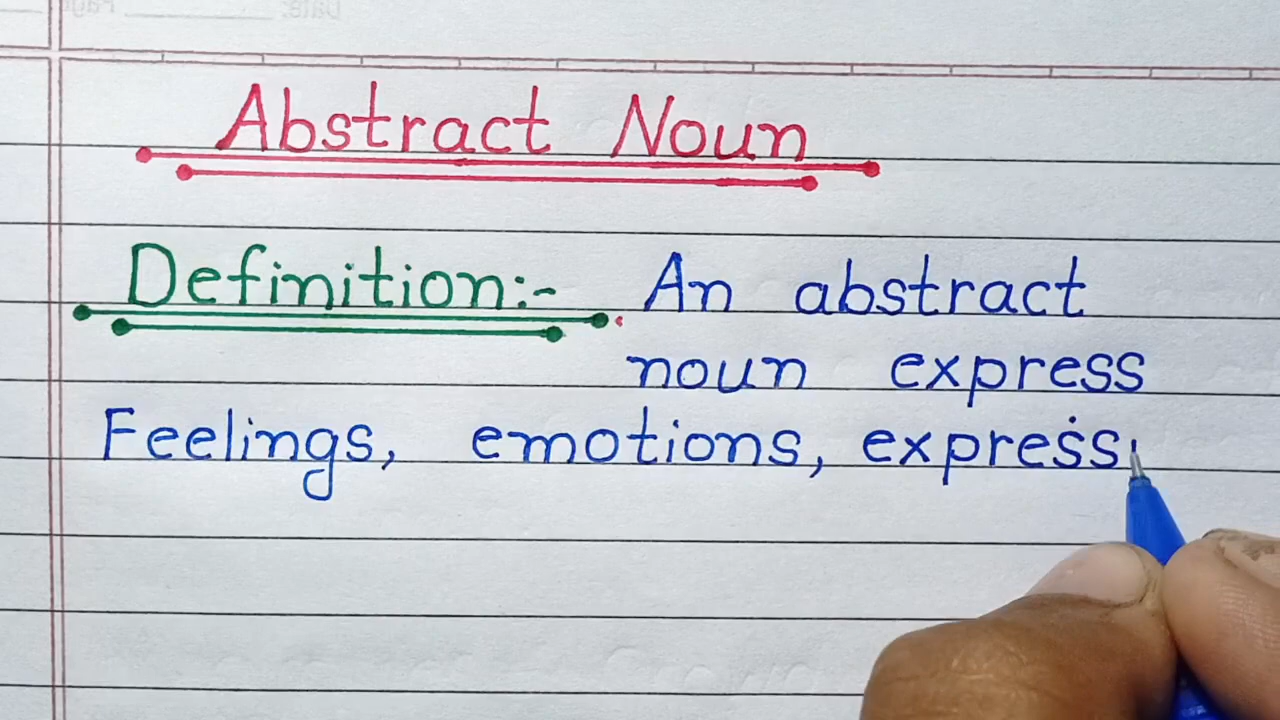 Abstract Noun
Definition:- An abstract
noun express
Feelings, emotions, express